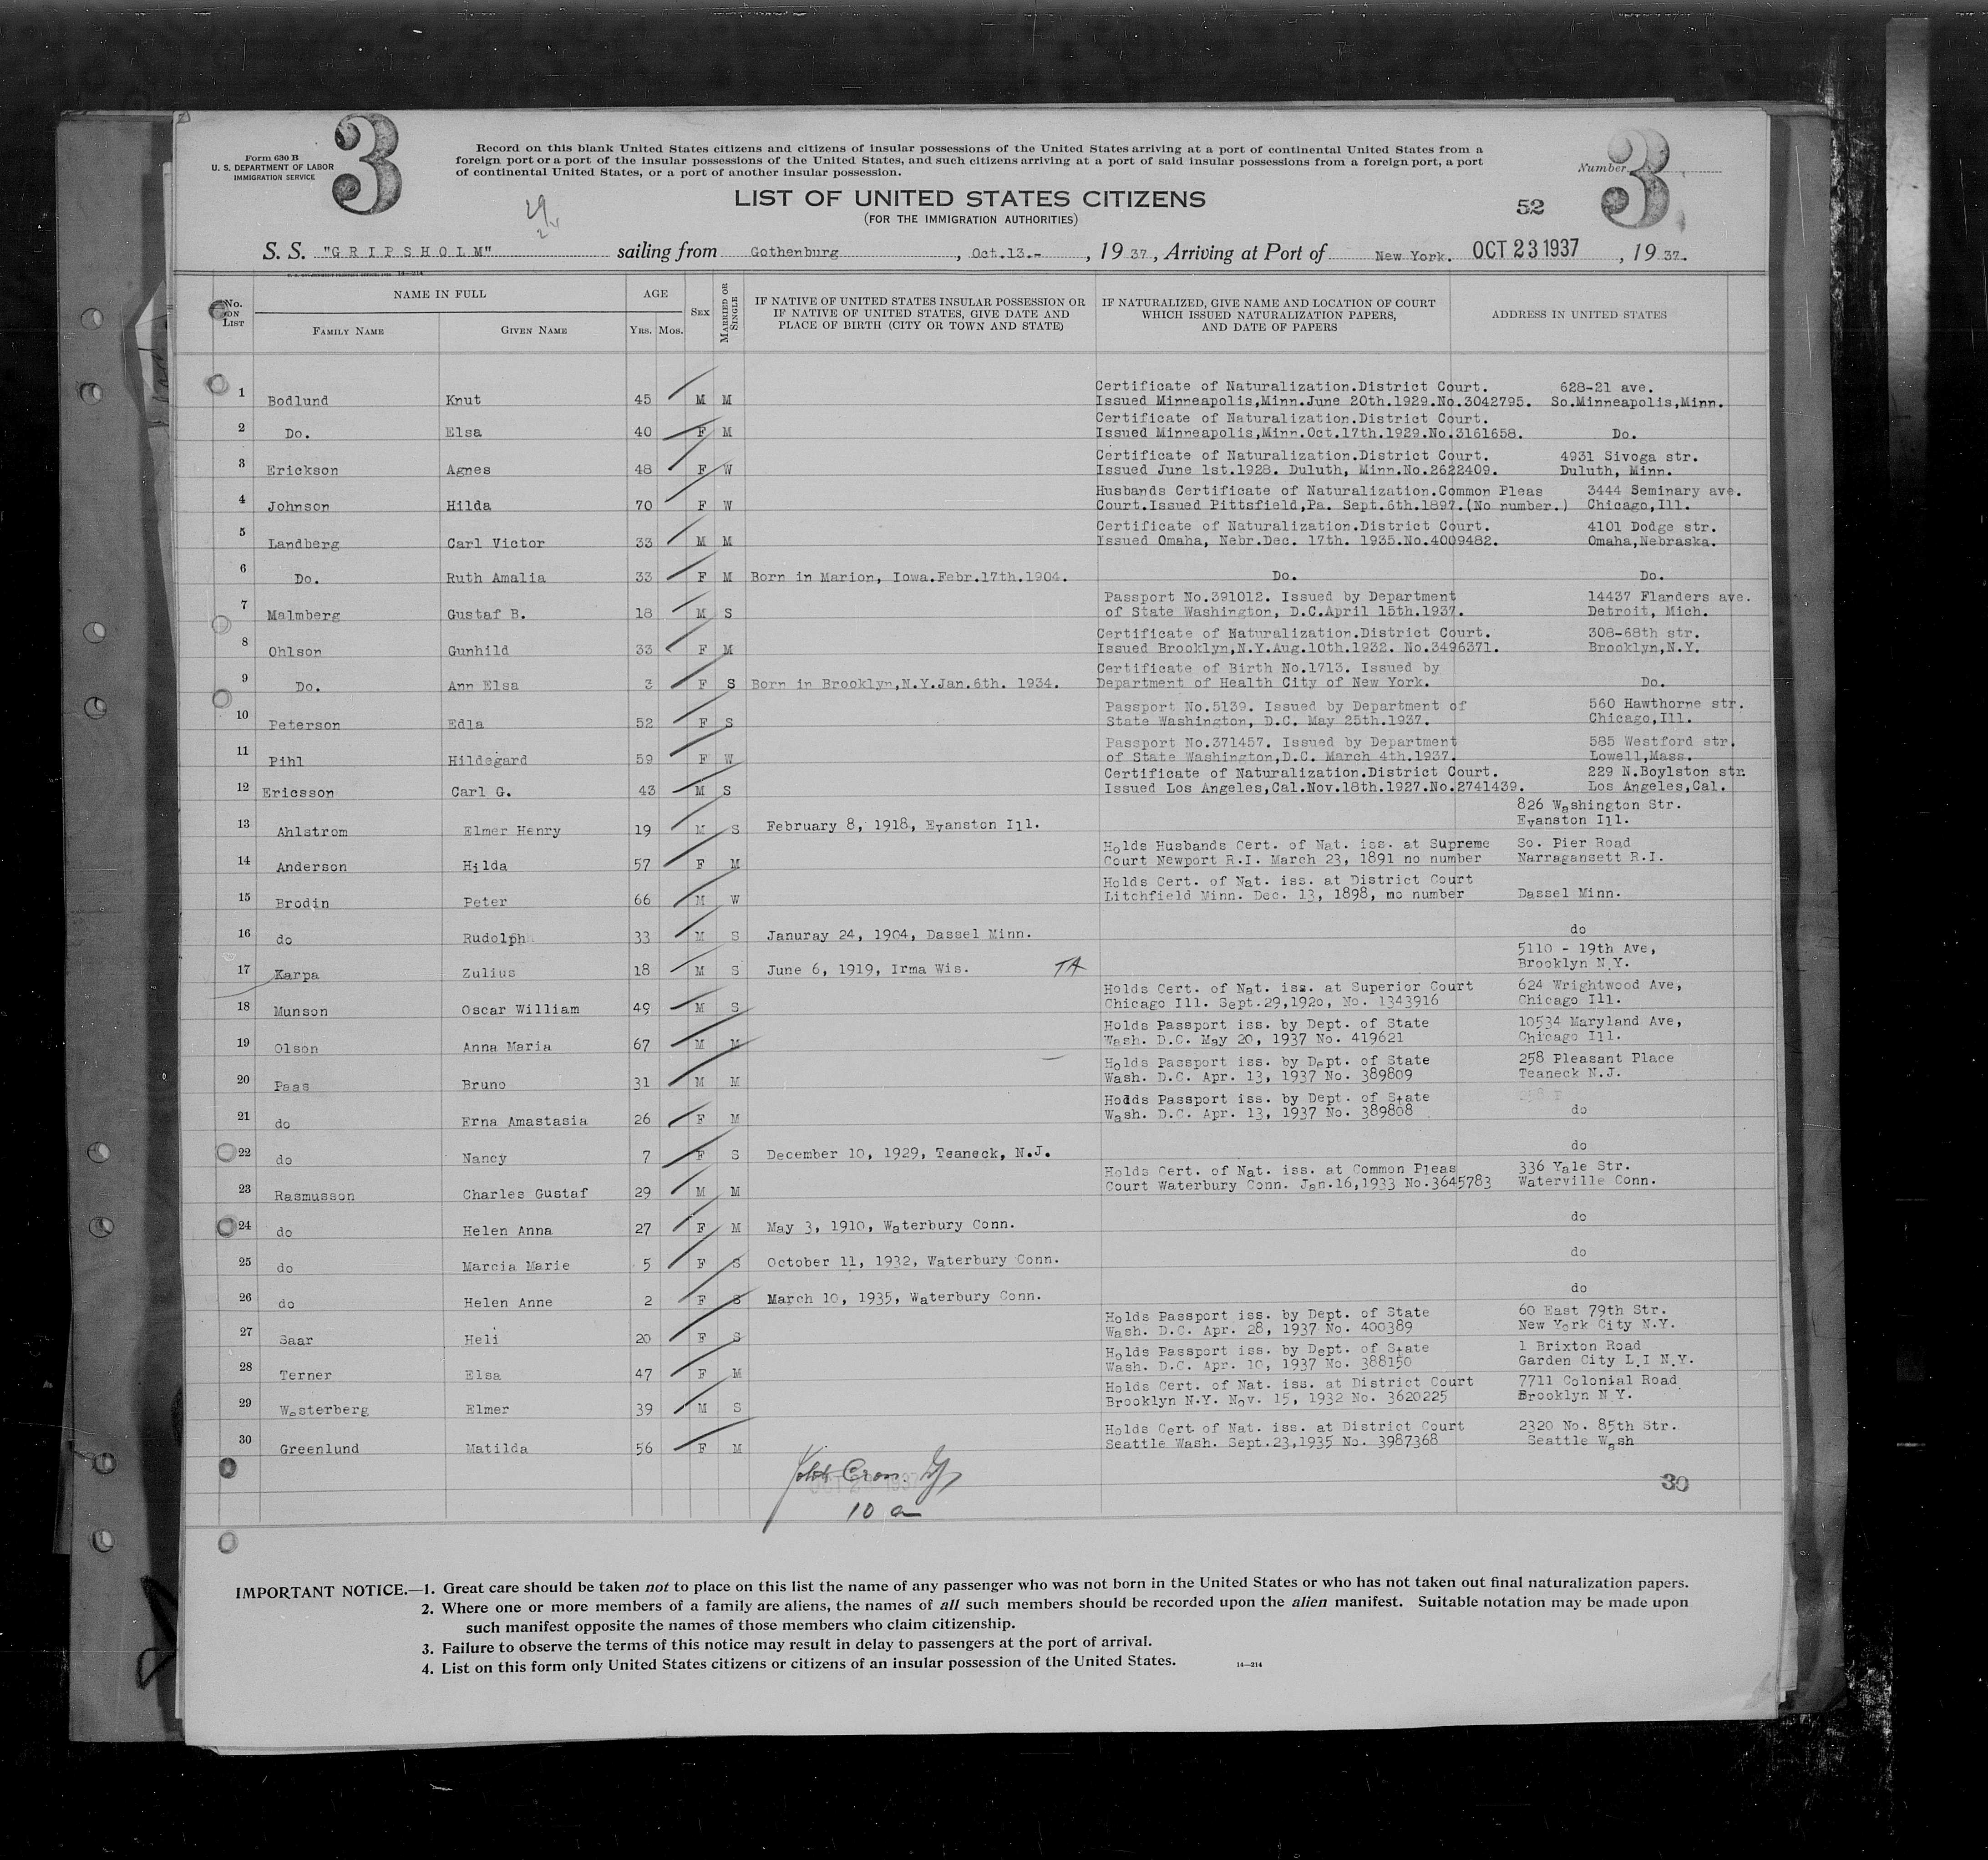 3
Form 630 B
U. S. DEPARTMENT OF LABOR
IMMIGRATION SERVICE
Record on this blank United States citizens and citizens of insular possessions of the United States arriving at a port of continental United States from a
foreign port or a port of the insular possessions of the United States, and such citizens arriving at a port of said insular possessions from a foreign port, a port
of continental United States, or a port of another insular possession.
Number 3
LIST OF UNITED STATES CITIZENS
(FOR THE IMMIGRATION AUTHORITIES)
52
S. S. "GRIPSHOLM" sailing from Gothenburg, Oct.13.-, 1937, Arriving at Port of New York. OCT 23 1937, 1937.
No. ON LIST
NAME IN FULL
FAMILY NAME GIVEN NAME
AGE
YRS. MOS.
SEX
MARRIED OR SINGLE
IF NATIVE OF UNITED STATES INSULAR POSSESSION OR
IF NATIVE OF UNITED STATES, GIVE DATE AND
PLACE OF BIRTH (CITY OR TOWN AND STATE)
IF NATURALIZED, GIVE NAME AND LOCATION OF COURT
WHICH ISSUED NATURALIZATION PAPERS,
AND DATE OF PAPERS
ADDRESS IN UNITED STATES
Certificate of Naturalization.District Court. 628-21 ave.
1 Bodlund Knut 45 M M Issued Minneapolis,Minn.June 20th.1929.No.3042795. So.Minneapolis,Minn.
Certificate of Naturalization.District Court.
2 Do. Elsa 40 F M Issued Minneapolis,Minn.Oct.17th.1929.No.3161658. Do.
Certificate of Naturalization.District Court. 4931 Sivoga str.
3 Erickson Agnes 48 F W Issued June 1st.1928. Duluth, Minn.No.2622409. Duluth, Minn.
Husbands Certificate of Naturalization.Common Pleas 3444 Seminary ave.
4 Johnson Hilda 70 F W Court.Issued Pittsfield,Pa. Sept.6th.1897.(No number.) Chicago,Ill.
Certificate of Naturalization.District Court. 4101 Dodge str.
5 Landberg Carl Victor 33 M M Issued Omaha, Nebr.Dec. 17th. 1935.No.4009482. Omaha,Nebraska.
6 Do. Ruth Amalia 33 F M Born in Marion, Iowa.Febr.17th.1904. Do. Do.
Passport No.391012. Issued by Department 14437 Flanders ave.
7 Malmberg Gustaf B. 18 M S of State Washington, D.C.April 15th.1937. Detroit, Mich.
Certificate of Naturalization.District Court. 308-68th str.
8 Ohlson Gunhild 33 F M Issued Brooklyn,N.Y.Aug.10th.1932. No.3496371. Brooklyn,N.Y.
Certificate of Birth No.1713. Issued by
9 Do. Ann Elsa 3 F S Born in Brooklyn,N.Y.Jan.6th. 1934. Department of Health City of New York. Do.
Passport No.5139. Issued by Department of 560 Hawthorne str.
10 Peterson Edla 52 F S State Washington, D.C. May 25th.1937. Chicago,Ill.
Passport No.371457. Issued by Department 585 Westford str.
11 Pihl Hildegard 59 F W of State Washington,D.C. March 4th.1937. Lowell,Mass.
Certificate of Naturalization.District Court. 229 N.Boylston str.
12 Ericsson Carl G. 43 M S Issued Los Angeles,Cal.Nov.18th.1927.No.2741439. Los Angeles,Cal.
826 Washington Str.
13 Ahlstrom Elmer Henry 19 M S February 8, 1918, Evanston Ill. Evanston Ill.
Holds Husbands Cert. of Nat. iss. at Supreme So. Pier Road
14 Anderson Hilda 57 F M Court Newport R.I. March 23, 1891 no number Narragansett R.I.
Holds Cert. of Nat. iss. at District Court
15 Brodin Peter 66 M W Litchfield Minn. Dec. 13, 1898, mo number Dassel Minn.
16 do Rudolph 33 M S Januray 24, 1904, Dassel Minn. do
5110 - 19th Ave,
17 Karpa Zulius 18 M S June 6, 1919, Irma Wis. TA Brooklyn N.Y.
Holds Cert. of Nat. iss. at Superior Court 624 Wrightwood Ave,
18 Munson Oscar William 49 M S Chicago Ill. Sept.29,1920, No. 1343916 Chicago Ill.
Holds Passport iss. by Dept. of State 10534 Maryland Ave,
19 Olson Anna Maria 67 M M Wash. D.C. May 20, 1937 No. 419621 Chicago Ill.
Holds Passport iss. by Dept. of State 258 Pleasant Place
20 Paas Bruno 31 M M Wash. D.C. Apr. 13, 1937 No. 389809 Teaneck N.J.
Hodds Passport iss. by Dept. of State
21 do Erna Amastasia 26 F M Wash. D.C. Apr. 13, 1937 No. 389808 do
22 do Nancy 7 F S December 10, 1929, Teaneck, N.J. do
Holds Cert. of Nat. iss. at Common Pleas 336 Yale Str.
23 Rasmusson Charles Gustaf 29 M M Court Waterbury Conn. Jan.16,1933 No.3645783 Waterville Conn.
24 do Helen Anna 27 F M May 3, 1910, Waterbury Conn. do
25 do Marcia Marie 5 F S October 11, 1932, Waterbury Conn. do
26 do Helen Anne 2 F S March 10, 1935, Waterbury Conn. do
Holds Passport iss. by Dept. of State 60 East 79th Str.
27 Saar Heli 20 F S Wash. D.C. Apr. 28, 1937 No. 400389 New York City N.Y.
Holds Passport iss. by Dept. of State 1 Brixton Road
28 Terner Elsa 47 F M Wash. D.C. Apr. 10, 1937 No. 388150 Garden City L.I N.Y.
Holds Cert. of Nat. iss. at District Court 7711 Colonial Road
29 Westerberg Elmer 39 M S Brooklyn N.Y. Nov. 15, 1932 No. 3620225 Brooklyn N.Y.
Holds Cert. of Nat. iss. at District Court 2320 No. 85th Str.
30 Greenlund Matilda 56 F M Seattle Wash. Sept.23,1935 No. 3987368 Seattle Wash
30
10 a
IMPORTANT NOTICE.—1. Great care should be taken not to place on this list the name of any passenger who was not born in the United States or who has not taken out final naturalization papers.
2. Where one or more members of a family are aliens, the names of all such members should be recorded upon the alien manifest. Suitable notation may be made upon
such manifest opposite the names of those members who claim citizenship.
3. Failure to observe the terms of this notice may result in delay to passengers at the port of arrival.
4. List on this form only United States citizens or citizens of an insular possession of the United States. 14—214